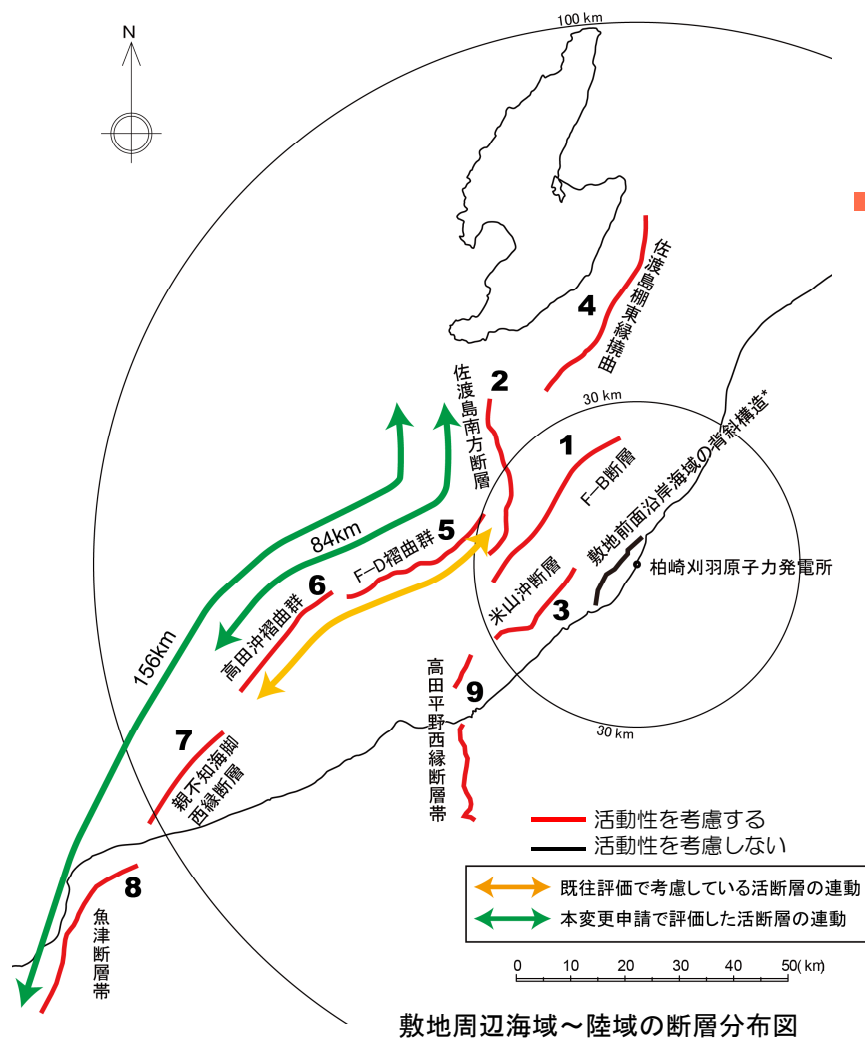 100 km
N
4
佐渡島棚東縁撓曲
2
佐渡島南方断層
30 km
1
F−B断層
敷地前面沿岸海域の背斜構造*
84km
5
F−D褶曲群
柏崎刈羽原子力発電所
6
高田沖褶曲群
米山沖断層
3
156km
9
高田平野西縁断層帯
7
親不知海脚
西縁断層
30 km
8
魚津断層帯
活動性を考慮する
活動性を考慮しない
既往評価で考慮している活断層の連動
本変更申請で評価した活断層の連動
0 10 20 30 40 50( km)
敷地周辺海域～陸域の断層分布図